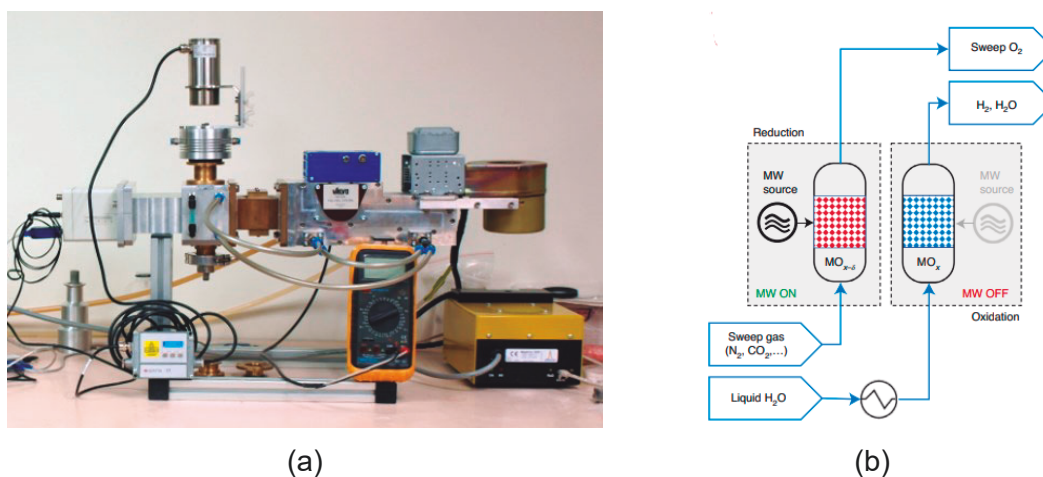 Sweep O₂
H₂, H₂O
Reduction
MW
source
MW
source
MOₓ₋δ
MOₓ
MW ON
MW OFF
Oxidation
Sweep gas
(N₂, CO₂,...)
Liquid H₂O
(a)
(b)